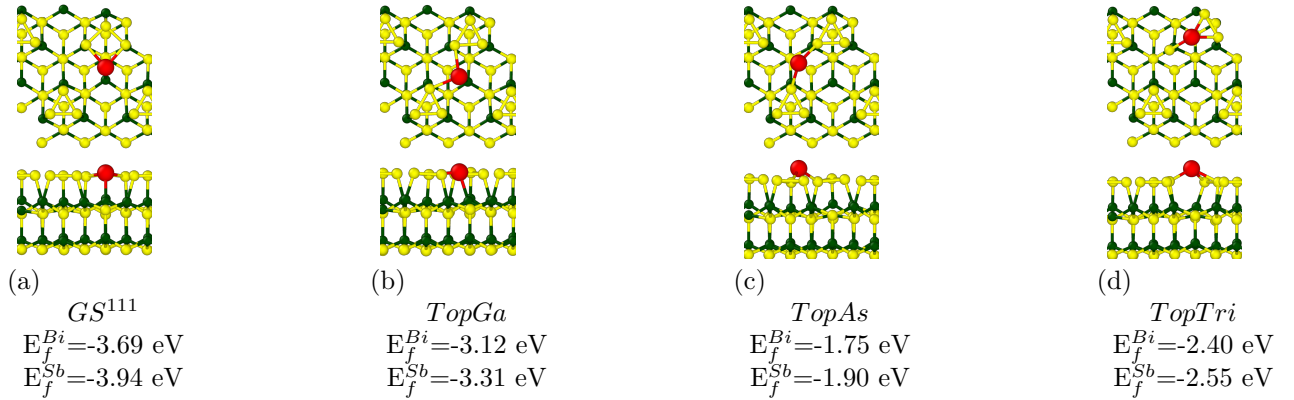 (a)
GS^111
E_f^Bi=-3.69 eV
E_f^Sb=-3.94 eV
(b)
TopGa
E_f^Bi=-3.12 eV
E_f^Sb=-3.31 eV
(c)
TopAs
E_f^Bi=-1.75 eV
E_f^Sb=-1.90 eV
(d)
TopTri
E_f^Bi=-2.40 eV
E_f^Sb=-2.55 eV